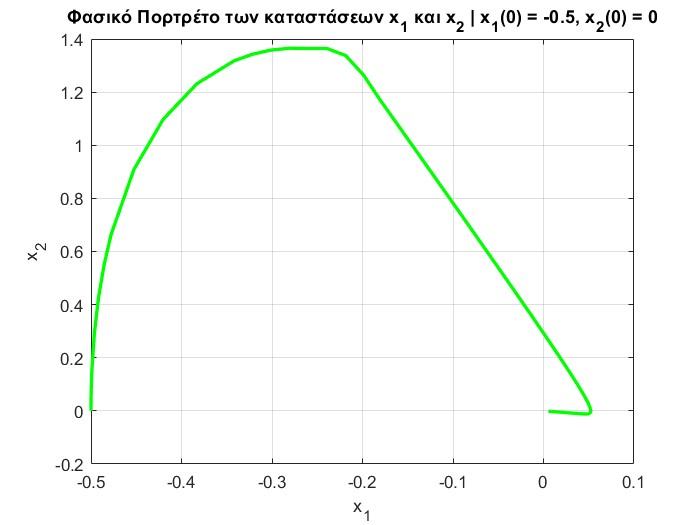 Φασικό Πορτρέτο των καταστάσεων x1 και x2 | x1(0) = -0.5, x2(0) = 0
1.4
1.2
1
0.8
0.6
0.4
0.2
0
-0.2
x2
-0.5 -0.4 -0.3 -0.2 -0.1 0 0.1
x1